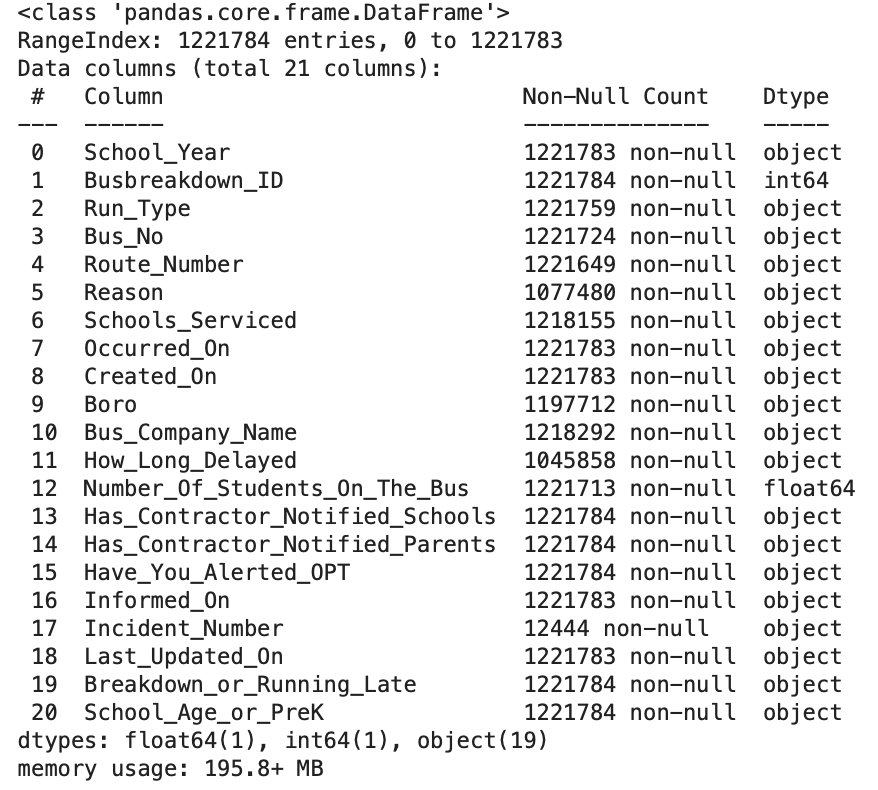 <class 'pandas.core.frame.DataFrame'>
RangeIndex: 1221784 entries, 0 to 1221783
Data columns (total 21 columns):
 #   Column                          Non-Null Count    Dtype
---  ------                          --------------    -----
 0   School_Year                     1221783 non-null  object
 1   Busbreakdown_ID                 1221784 non-null  int64
 2   Run_Type                        1221759 non-null  object
 3   Bus_No                          1221724 non-null  object
 4   Route_Number                    1221649 non-null  object
 5   Reason                          1077480 non-null  object
 6   Schools_Serviced                1218155 non-null  object
 7   Occurred_On                     1221783 non-null  object
 8   Created_On                      1221783 non-null  object
 9   Boro                            1197712 non-null  object
 10  Bus_Company_Name                1218292 non-null  object
 11  How_Long_Delayed                1045858 non-null  object
 12  Number_Of_Students_On_The_Bus   1221713 non-null  float64
 13  Has_Contractor_Notified_Schools  1221784 non-null  object
 14  Has_Contractor_Notified_Parents  1221784 non-null  object
 15  Have_You_Alerted_OPT            1221784 non-null  object
 16  Informed_On                     1221783 non-null  object
 17  Incident_Number                 12444 non-null    object
 18  Last_Updated_On                 1221783 non-null  object
 19  Breakdown_or_Running_Late       1221784 non-null  object
 20  School_Age_or_PreK              1221784 non-null  object
dtypes: float64(1), int64(1), object(19)
memory usage: 195.8+ MB